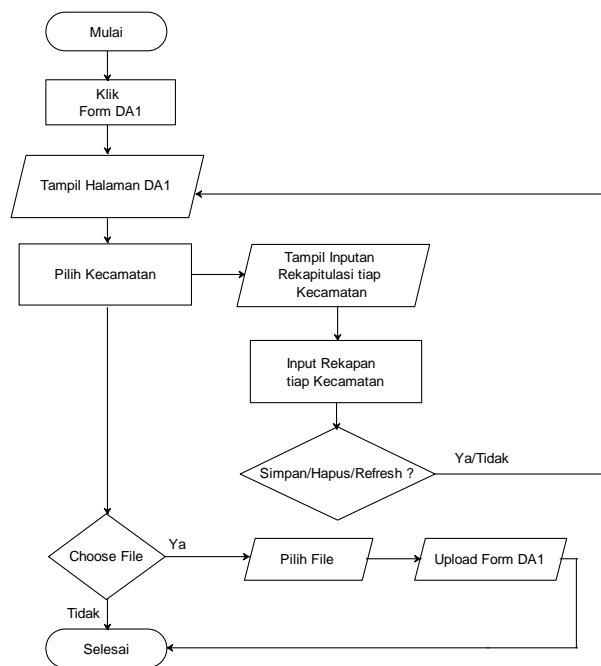 Mulai
Klik
Form DA1
Tampil Halaman DA1
Pilih Kecamatan
Tampil Inputan
Rekapitulasi tiap
Kecamatan
Input Rekapan
tiap Kecamatan
Simpan/Hapus/Refresh ?
Ya/Tidak
Choose File
Ya
Pilih File
Upload Form DA1
Tidak
Selesai